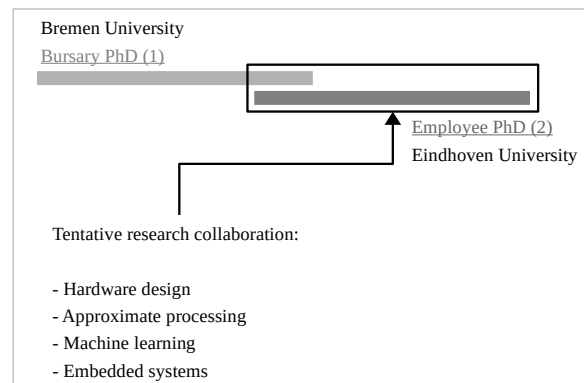 Bremen University
Bursary PhD (1)
Employee PhD (2)
Eindhoven University
Tentative research collaboration:
- Hardware design
- Approximate processing
- Machine learning
- Embedded systems